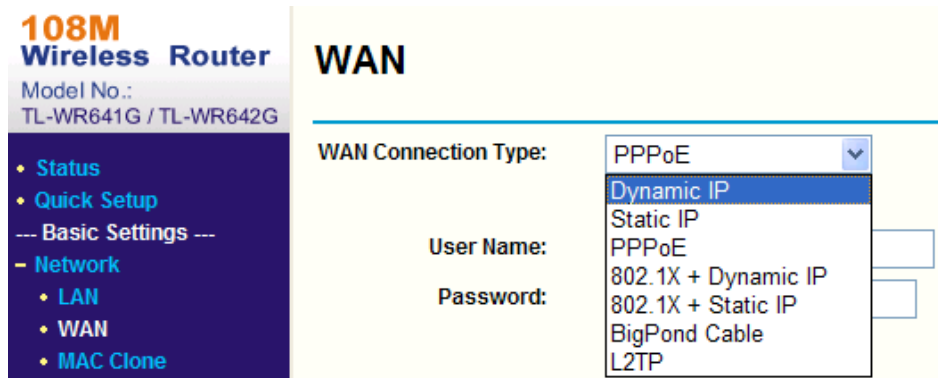 108M
Wireless Router
Model No.:
TL-WR641G / TL-WR642G
• Status
• Quick Setup
--- Basic Settings ---
– Network
• LAN
• WAN
• MAC Clone
WAN
WAN Connection Type: PPPoE
Dynamic IP
Static IP
PPPoE
802.1X + Dynamic IP
802.1X + Static IP
BigPond Cable
L2TP
User Name:
Password: